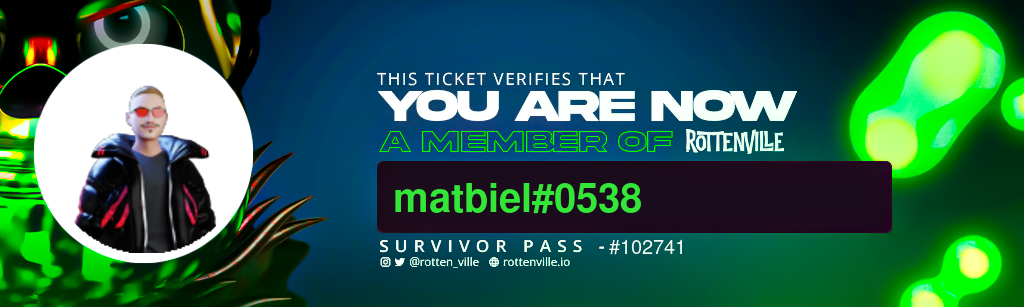 THIS TICKET VERIFIES THAT
YOU ARE NOW
A MEMBER OF ROTTENVILLE
matbiel#0538
SURVIVOR PASS - #102741
@rotten_ville rottenville.io